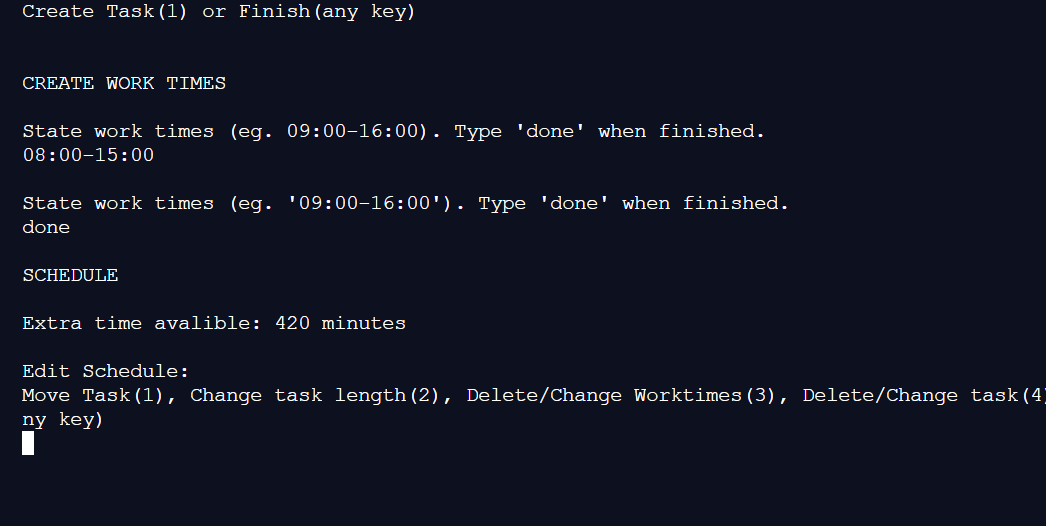 Create Task(1) or Finish(any key)
CREATE WORK TIMES
State work times (eg. 09:00-16:00). Type 'done' when finished.
08:00-15:00
State work times (eg. '09:00-16:00'). Type 'done' when finished.
done
SCHEDULE
Extra time avalible: 420 minutes
Edit Schedule:
Move Task(1), Change task length(2), Delete/Change Worktimes(3), Delete/Change task(4)
ny key)